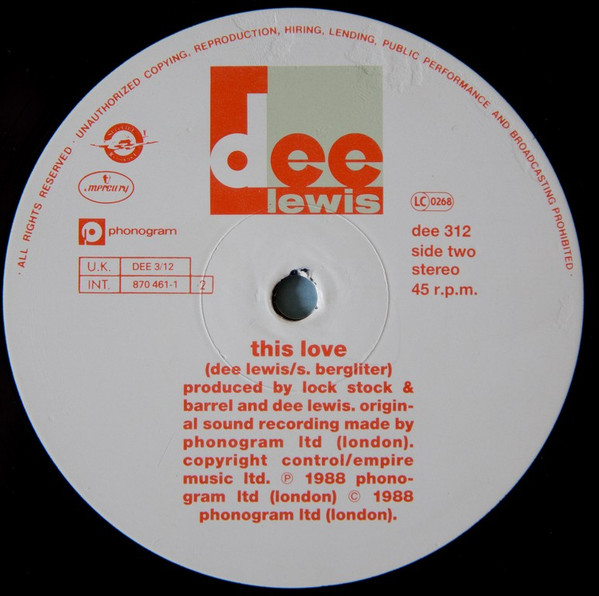 · ALL RIGHTS RESERVED · UNAUTHORIZED COPYING, REPRODUCTION, HIRING, LENDING, PUBLIC PERFORMANCE AND BROADCASTING PROHIBITED ·
dee
lewis
mercury
LC 0268
phonogram
dee 312
side two
stereo
45 r.p.m.
U.K. DEE 3/12
INT. 870 461-1 2
this love
(dee lewis/s. bergliter)
produced by lock stock &
barrel and dee lewis. origin-
al sound recording made by
phonogram ltd (london).
copyright control/empire
music ltd. ℗ 1988 phono-
gram ltd (london) © 1988
phonogram ltd (london).